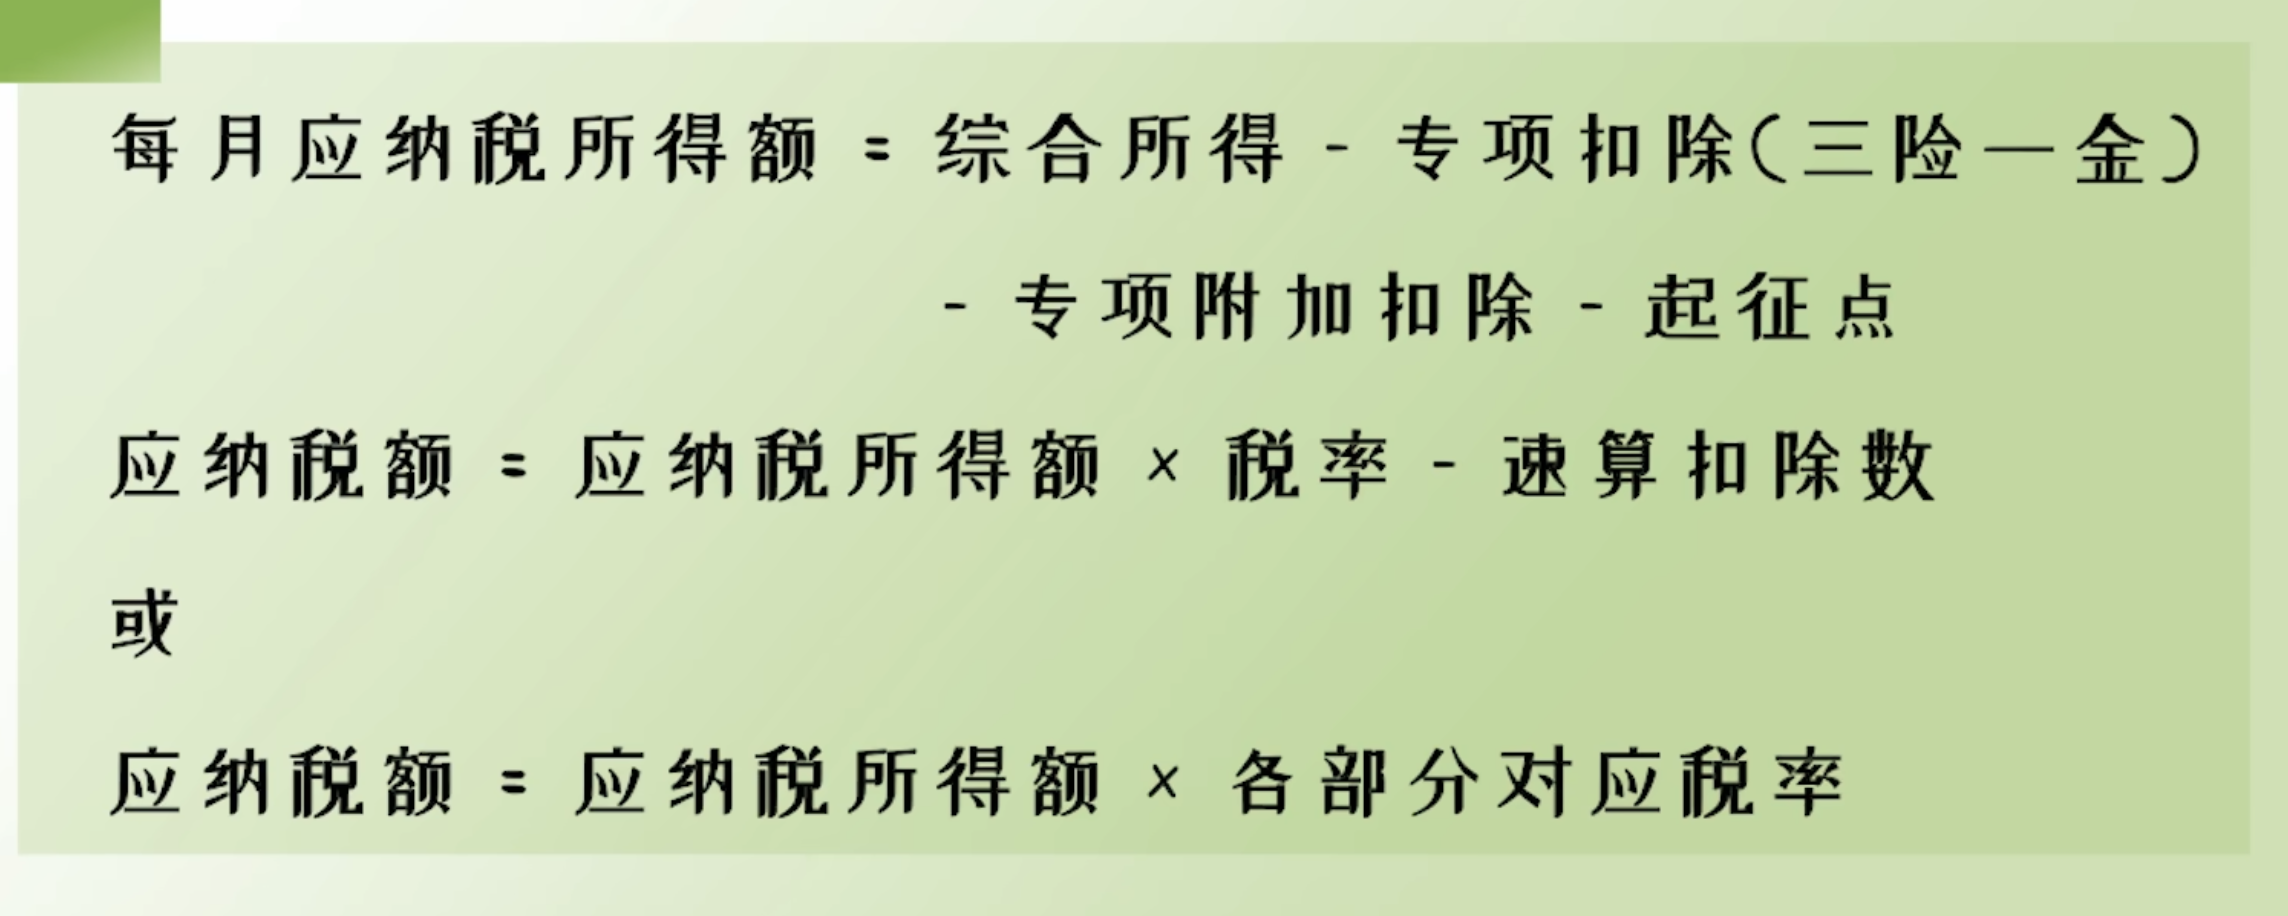 每月应纳税所得额 = 综合所得 - 专项扣除(三险一金)
- 专项附加扣除 - 起征点
应纳税额 = 应纳税所得额 × 税率 - 速算扣除数
或
应纳税额 = 应纳税所得额 × 各部分对应税率